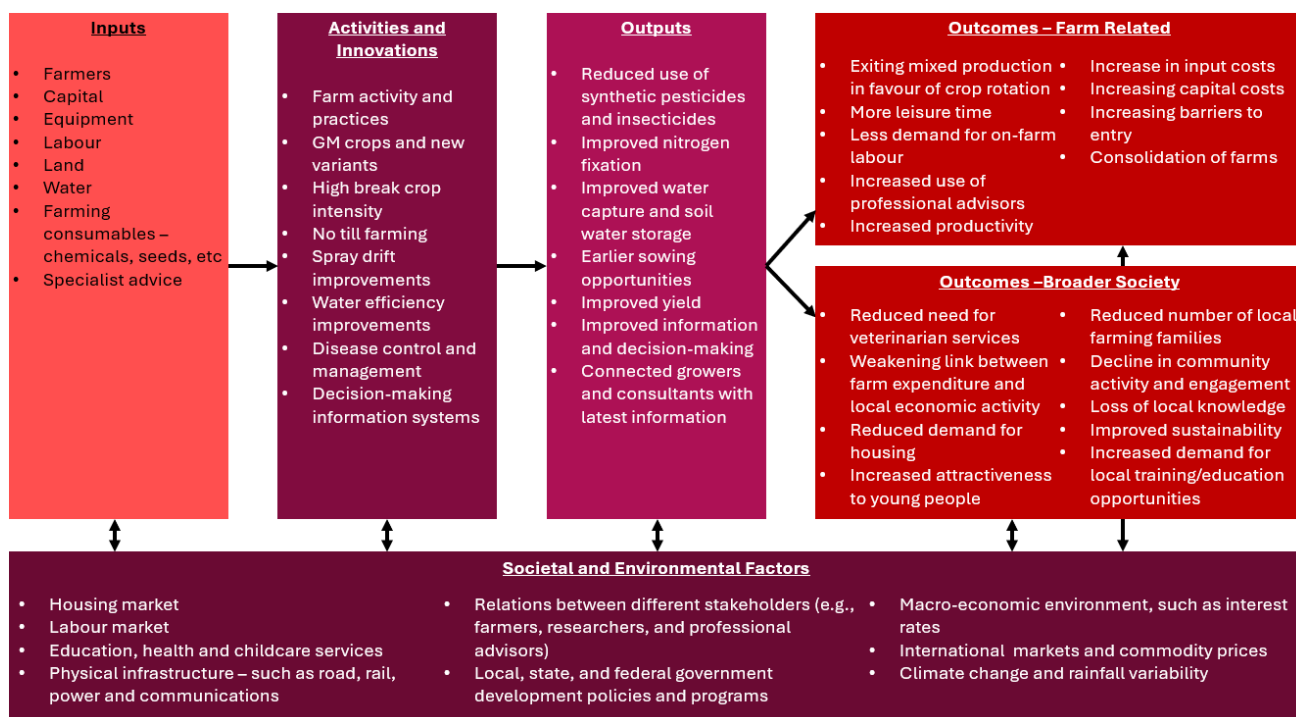 Inputs
• Farmers
• Capital
• Equipment
• Labour
• Land
• Water
• Farming
consumables –
chemicals, seeds, etc
• Specialist advice
Activities and
Innovations
• Farm activity and
practices
• GM crops and new
variants
• High break crop
intensity
• No till farming
• Spray drift
improvements
• Water efficiency
improvements
• Disease control and
management
• Decision-making
information systems
Outputs
• Reduced use of
synthetic pesticides
and insecticides
• Improved nitrogen
fixation
• Improved water
capture and soil
water storage
• Earlier sowing
opportunities
• Improved yield
• Improved information
and decision-making
• Connected growers
and consultants with
latest information
Outcomes – Farm Related
• Exiting mixed production
in favour of crop rotation
• More leisure time
• Less demand for on-farm
labour
• Increased use of
professional advisors
• Increased productivity
• Increase in input costs
• Increasing capital costs
• Increasing barriers to
entry
• Consolidation of farms
Outcomes –Broader Society
• Reduced need for
veterinarian services
• Weakening link between
farm expenditure and
local economic activity
• Reduced demand for
housing
• Increased attractiveness
to young people
• Reduced number of local
farming families
• Decline in community
activity and engagement
• Loss of local knowledge
• Improved sustainability
• Increased demand for
local training/education
opportunities
Societal and Environmental Factors
• Housing market
• Labour market
• Education, health and childcare services
• Physical infrastructure – such as road, rail,
power and communications
• Relations between different stakeholders (e.g.,
farmers, researchers, and professional
advisors)
• Local, state, and federal government
development policies and programs
• Macro-economic environment, such as interest
rates
• International markets and commodity prices
• Climate change and rainfall variability